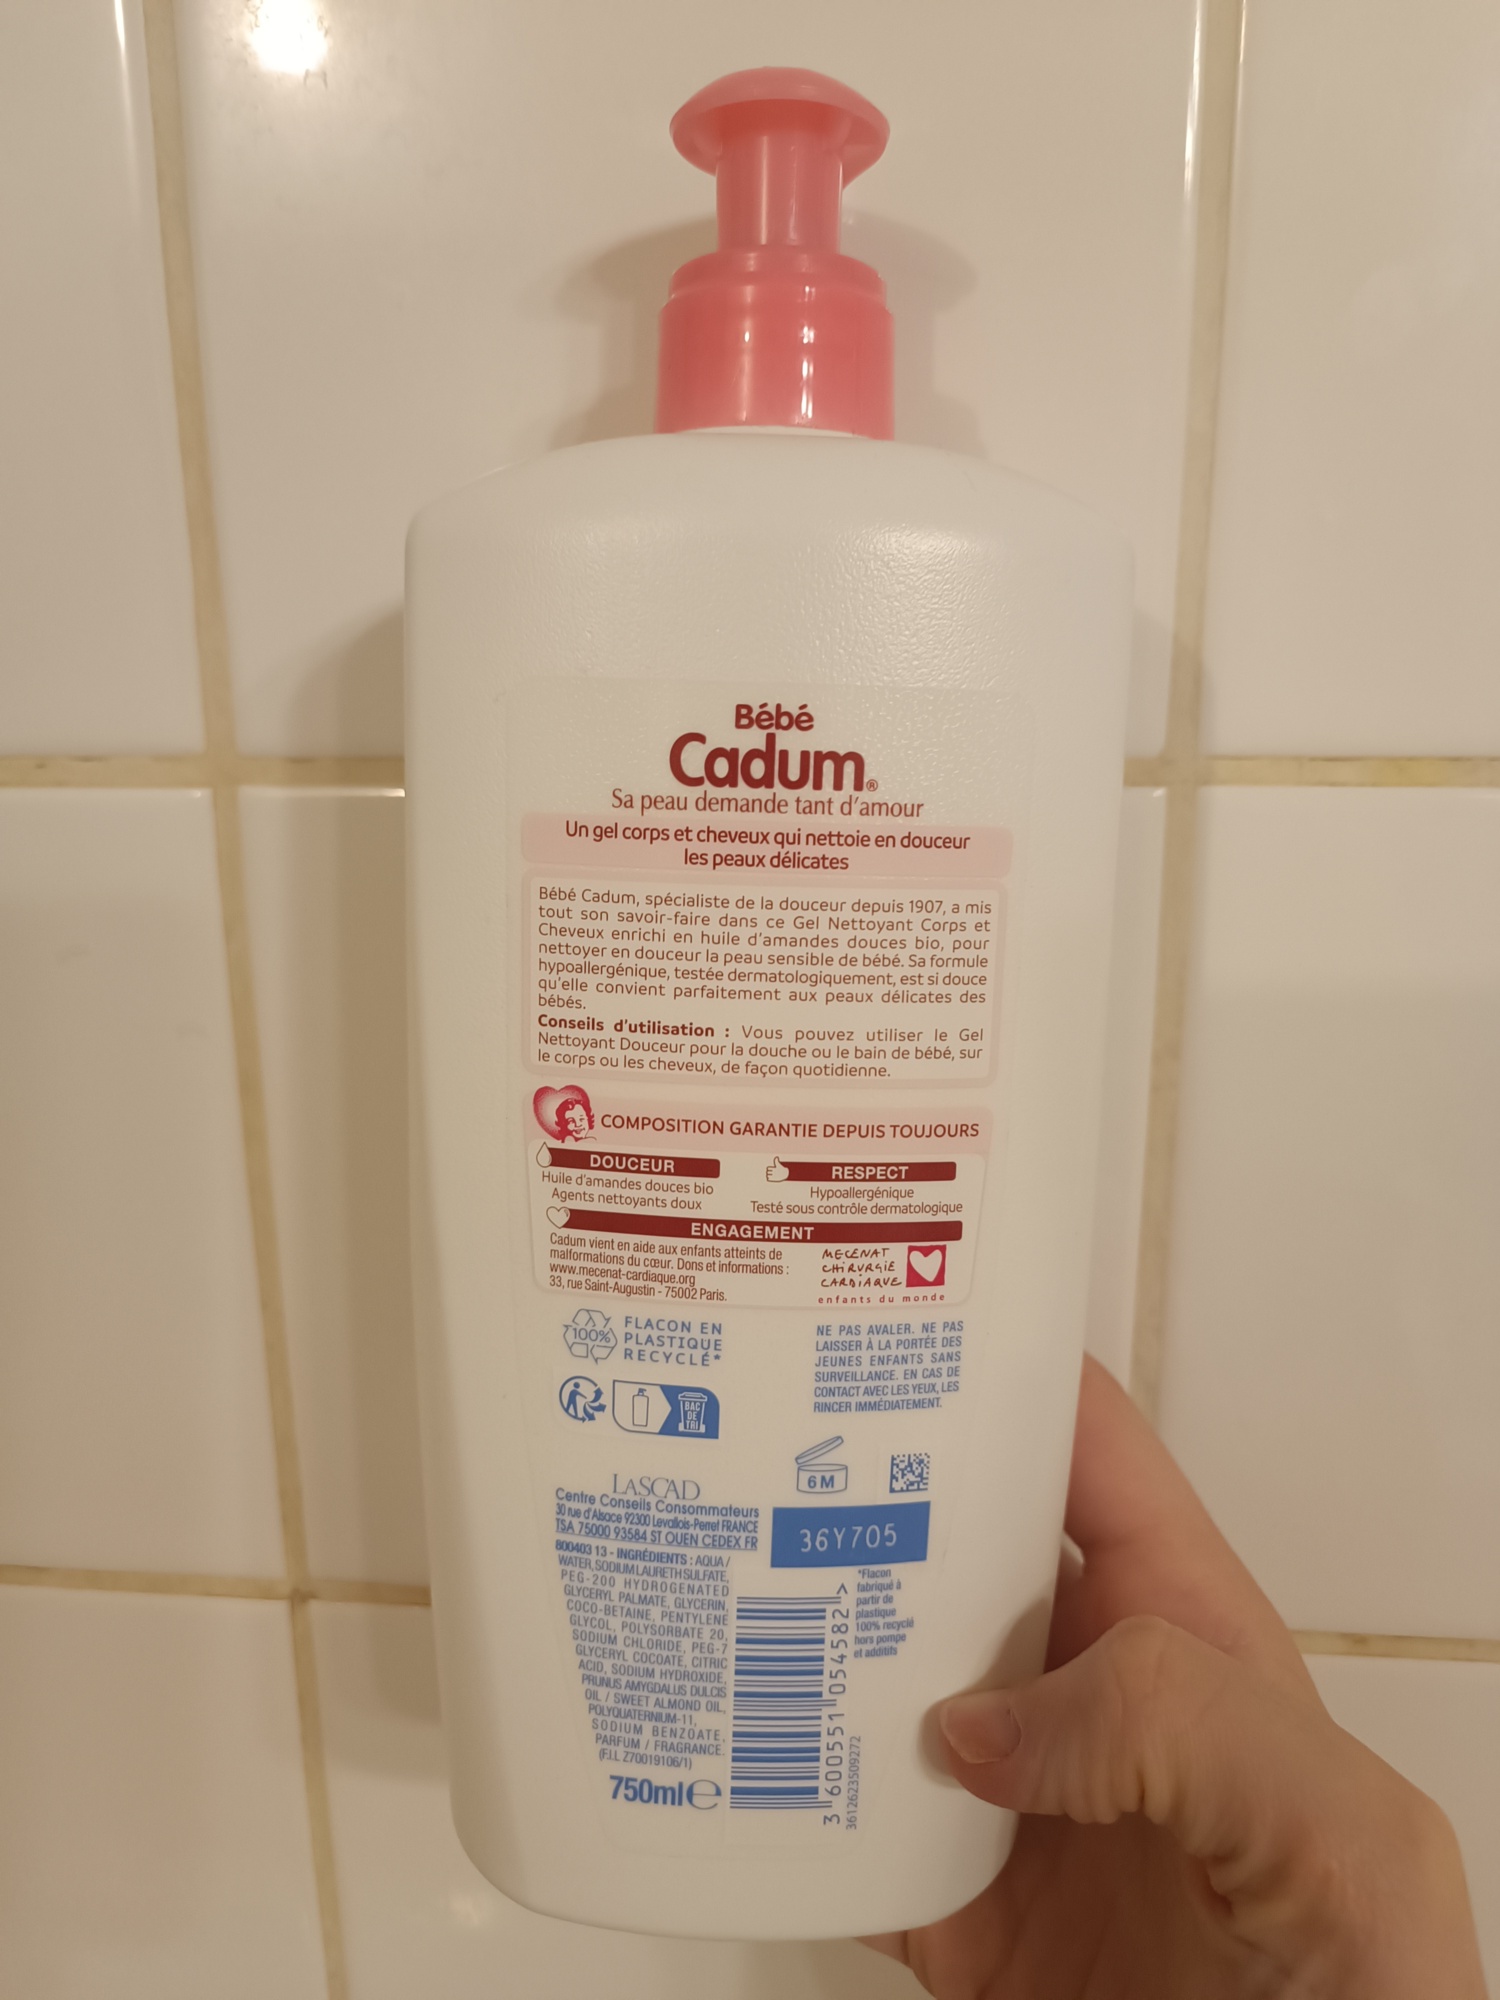 Bébé
Cadum®
Sa peau demande tant d'amour
Un gel corps et cheveux qui nettoie en douceur
les peaux délicates
Bébé Cadum, spécialiste de la douceur depuis 1907, a mis
tout son savoir-faire dans ce Gel Nettoyant Corps et
Cheveux enrichi en huile d'amandes douces bio, pour
nettoyer en douceur la peau sensible de bébé. Sa formule
hypoallergénique, testée dermatologiquement, est si douce
qu'elle convient parfaitement aux peaux délicates des
bébés.
Conseils d'utilisation : Vous pouvez utiliser le Gel
Nettoyant Douceur pour la douche ou le bain de bébé, sur
le corps ou les cheveux, de façon quotidienne.
COMPOSITION GARANTIE DEPUIS TOUJOURS
DOUCEUR
Huile d'amandes douces bio
Agents nettoyants doux
RESPECT
Hypoallergénique
Testé sous contrôle dermatologique
ENGAGEMENT
Cadum vient en aide aux enfants atteints de
malformations du cœur. Dons et informations :
www.mecenat-cardiaque.org
33, rue Saint-Augustin - 75002 Paris.
MECENAT
CHiRURGiE
CARDiAQUE
enfants du monde
100%
FLACON EN
PLASTIQUE
RECYCLÉ*
BAC
DE
TRI
NE PAS AVALER. NE PAS
LAISSER À LA PORTÉE DES
JEUNES ENFANTS SANS
SURVEILLANCE. EN CAS DE
CONTACT AVEC LES YEUX, LES
RINCER IMMÉDIATEMENT.
6 M
36Y705
LASCAD
Centre Conseils Consommateurs
30 rue d'Alsace 92300 Levallois-Perret FRANCE
TSA 75000 93584 ST OUEN CEDEX FR
800403 13 - INGRÉDIENTS : AQUA /
WATER, SODIUM LAURETH SULFATE,
PEG-200 HYDROGENATED
GLYCERYL PALMATE, GLYCERIN,
COCO-BETAINE, PENTYLENE
GLYCOL, POLYSORBATE 20,
SODIUM CHLORIDE, PEG-7
GLYCERYL COCOATE, CITRIC
ACID, SODIUM HYDROXIDE,
PRUNUS AMYGDALUS DULCIS
OIL / SWEET ALMOND OIL,
POLYQUATERNIUM-11,
SODIUM BENZOATE,
PARFUM / FRAGRANCE.
(F.I.L Z70019106/1)
750ml e
*Flacon
fabriqué à
partir de
plastique
100% recyclé
hors pompe
et additifs
3 600551 054582 >
3612623509272